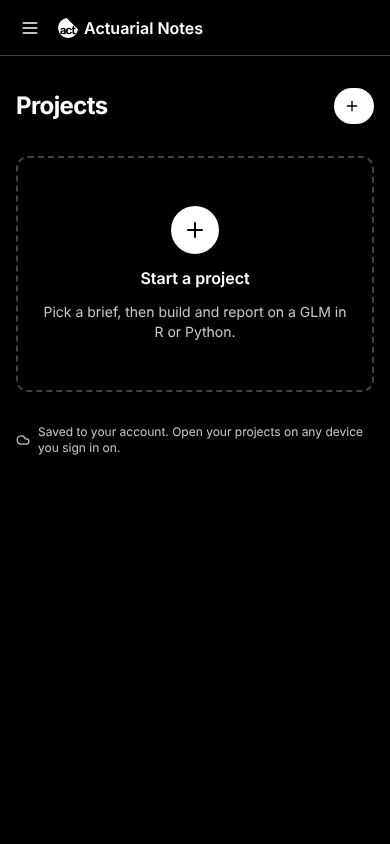 act Actuarial Notes
Projects
Start a project
Pick a brief, then build and report on a GLM in
R or Python.
Saved to your account. Open your projects on any device
you sign in on.